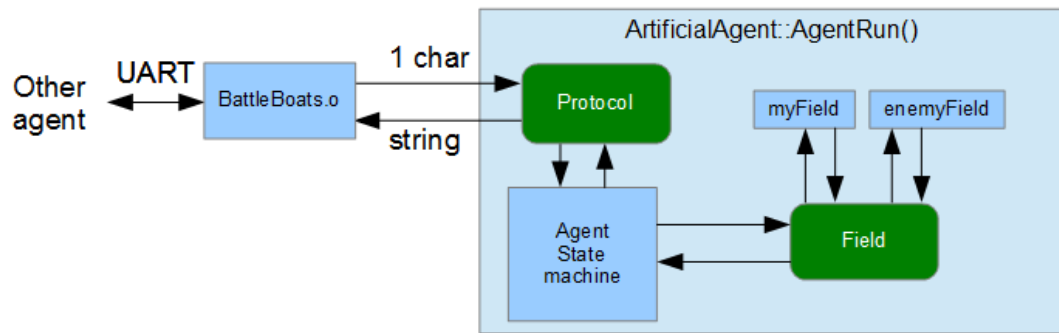 ArtificialAgent::AgentRun()
Other
agent
UART
BattleBoats.o
1 char
string
Protocol
myField
enemyField
Agent
State
machine
Field